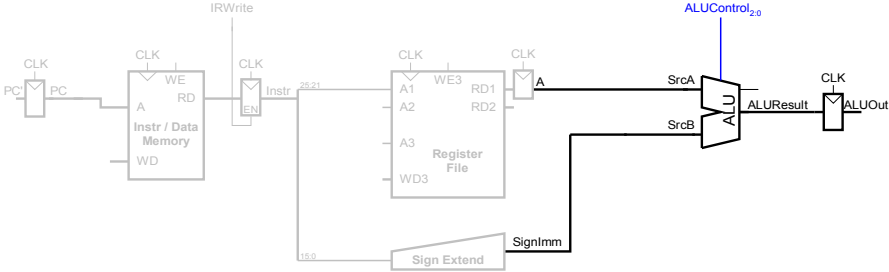 IRWrite
ALUControl2:0
CLK
CLK
CLK
CLK
CLK
CLK
PC'
PC
A
WE
RD
Instr / Data
Memory
WD
EN
Instr
25:21
A1
A2
A3
WD3
WE3
RD1
RD2
Register
File
A
SrcA
SrcB
ALU
ALUResult
ALUOut
15:0
Sign Extend
SignImm